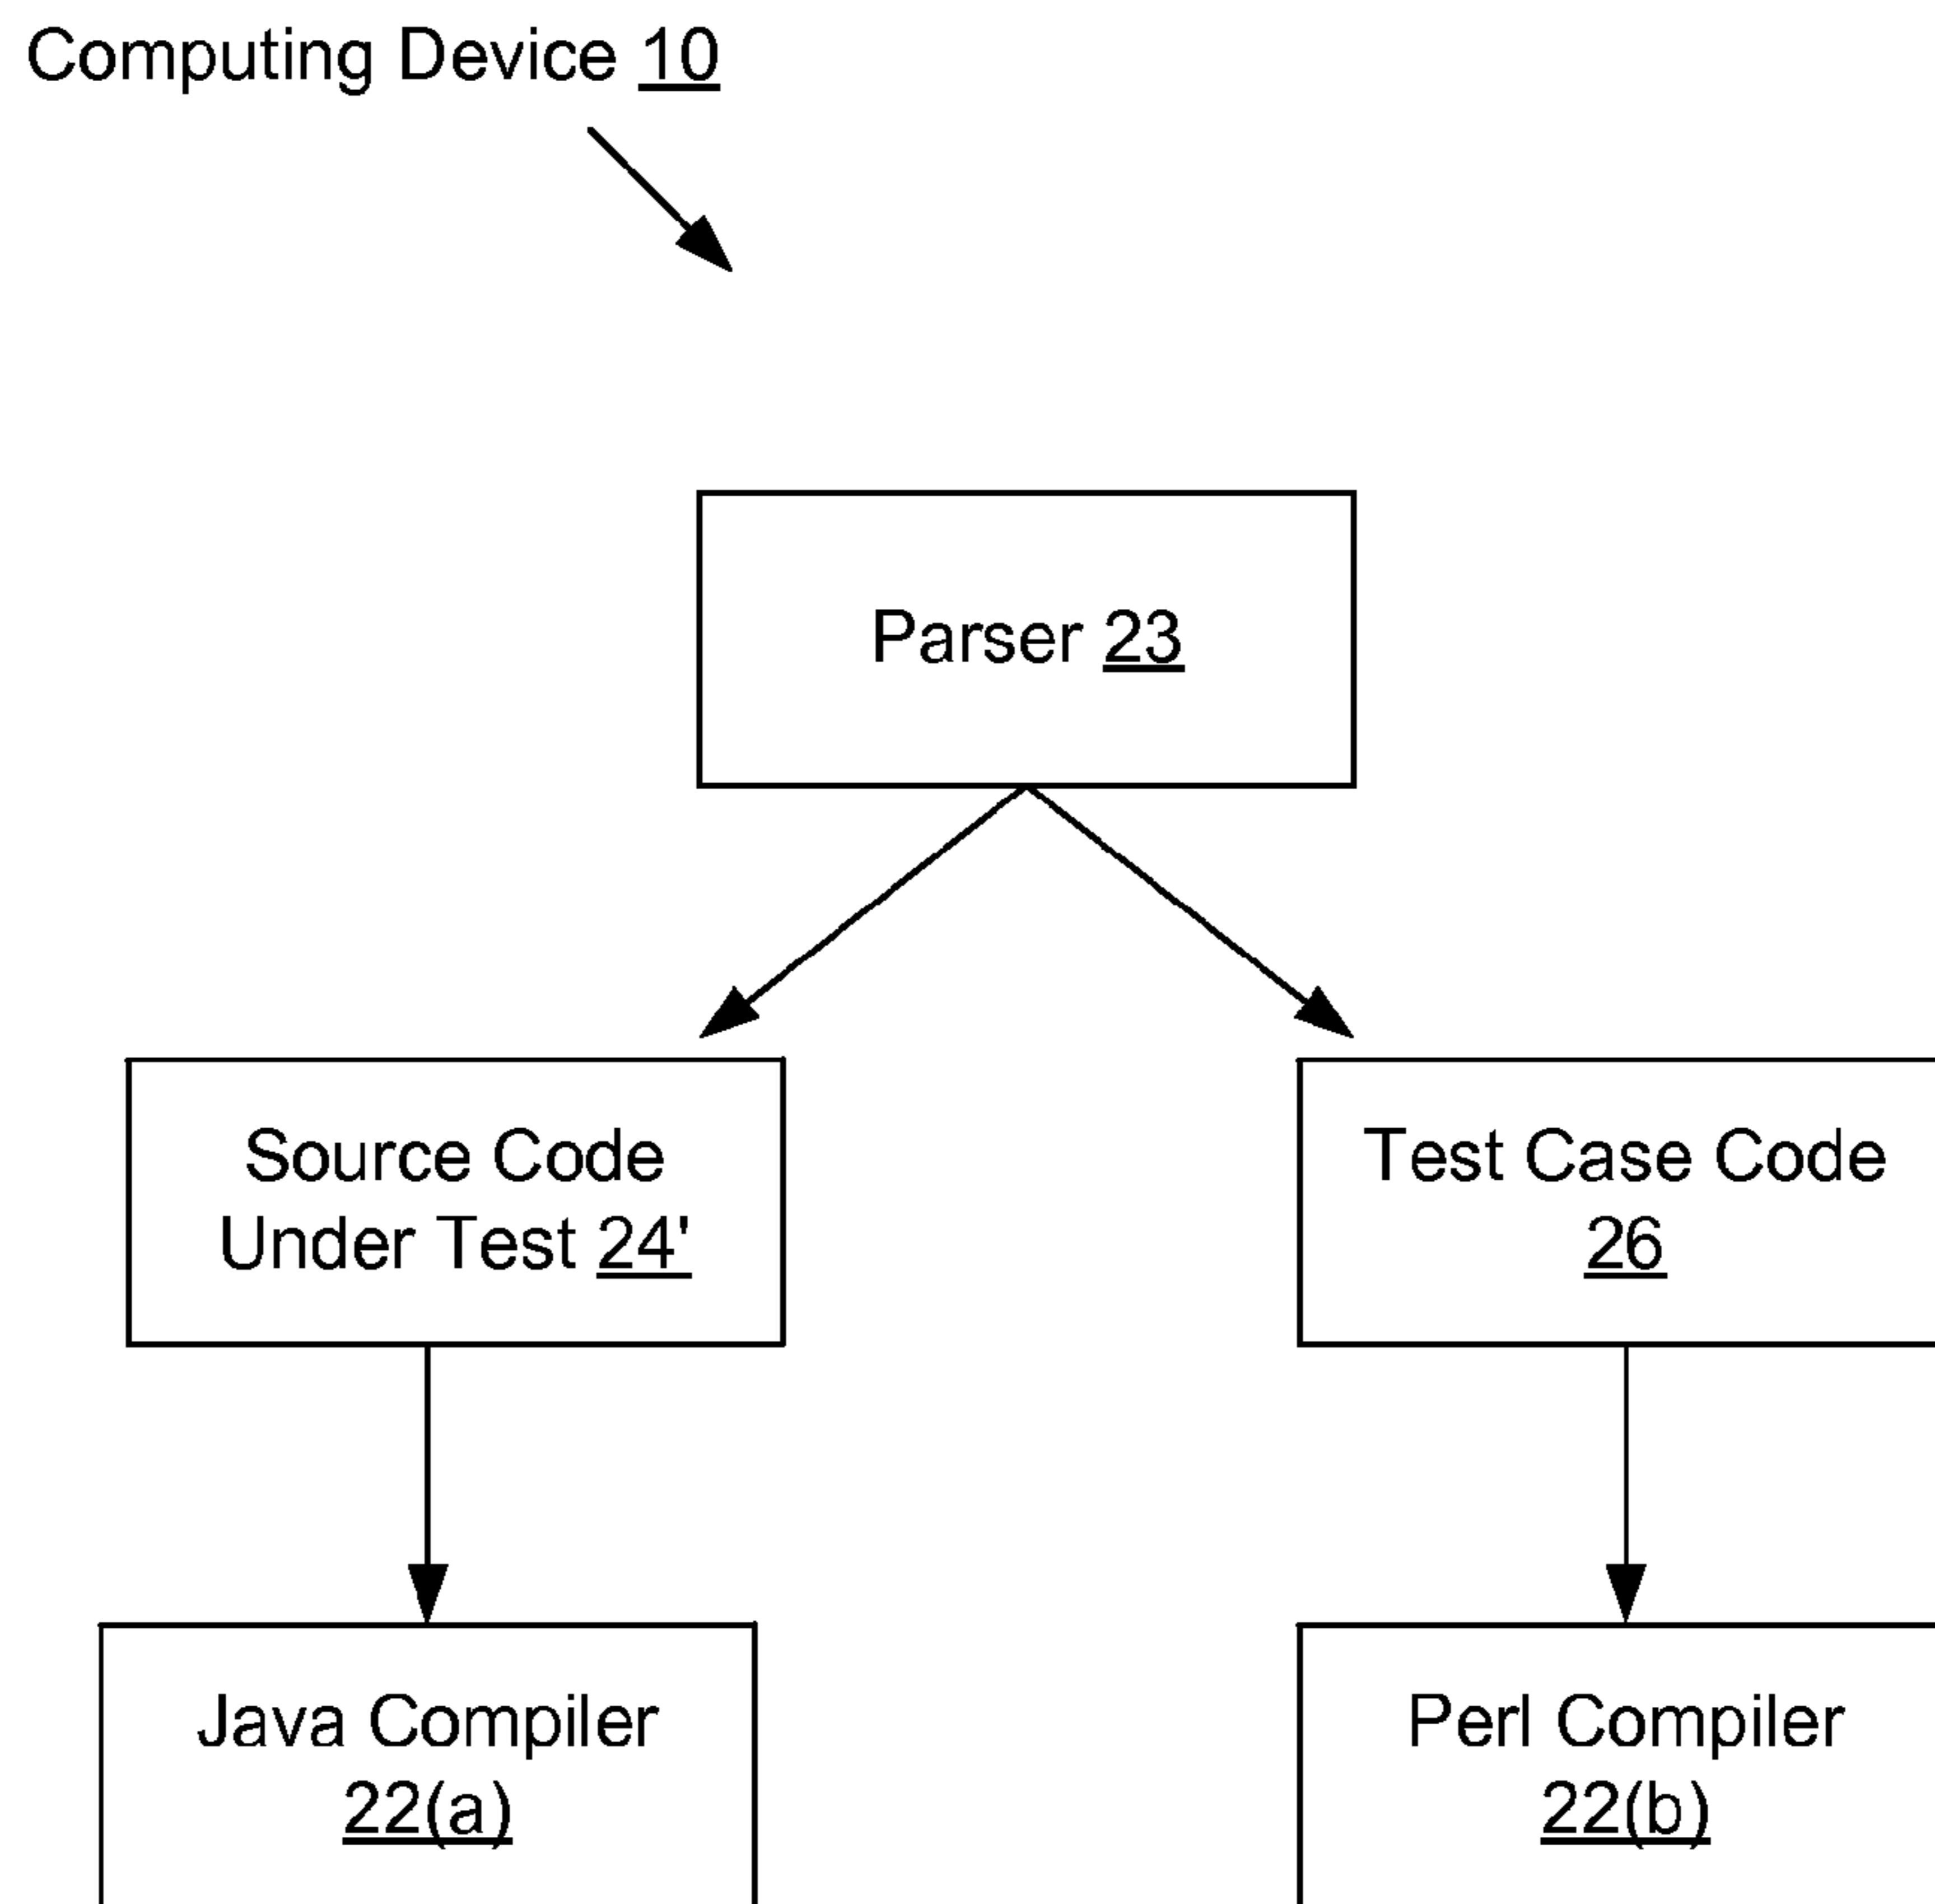 Computing Device 10
Parser 23
Source Code
Under Test 24'
Test Case Code
26
Java Compiler
22(a)
Perl Compiler
22(b)